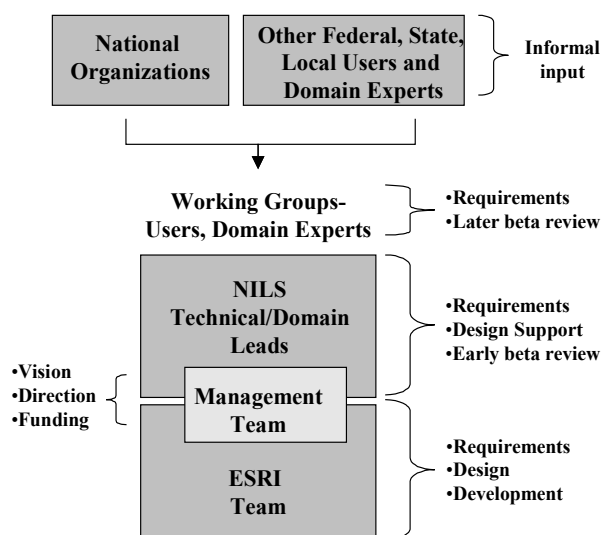 National
Organizations
Other Federal, State,
Local Users and
Domain Experts
Informal
input
Working Groups-
Users, Domain Experts
•Requirements
•Later beta review
NILS
Technical/Domain
Leads
•Requirements
•Design Support
•Early beta review
•Vision
•Direction
•Funding
Management
Team
ESRI
Team
•Requirements
•Design
•Development